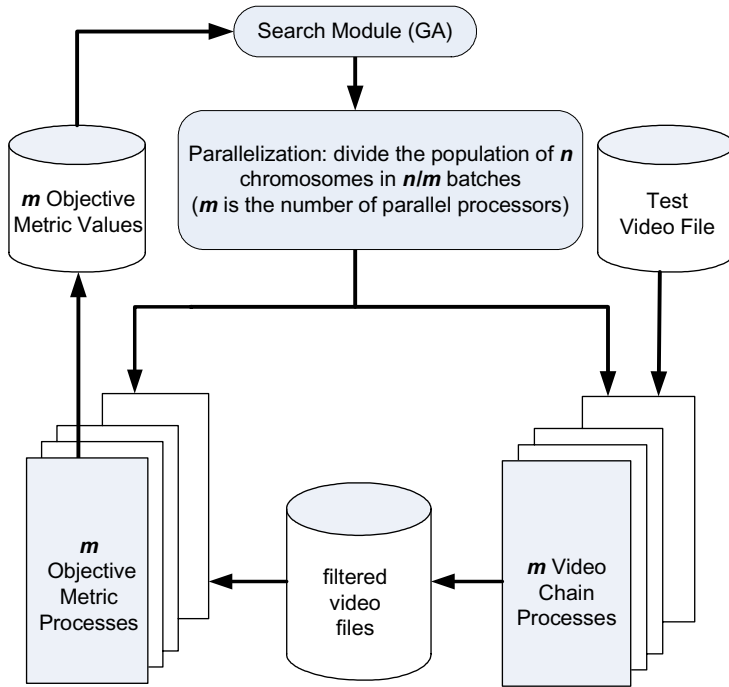 Search Module (GA)
Parallelization: divide the population of n
chromosomes in n/m batches
(m is the number of parallel processors)
m Objective
Metric Values
Test
Video File
m
Objective
Metric
Processes
filtered
video
files
m Video
Chain
Processes